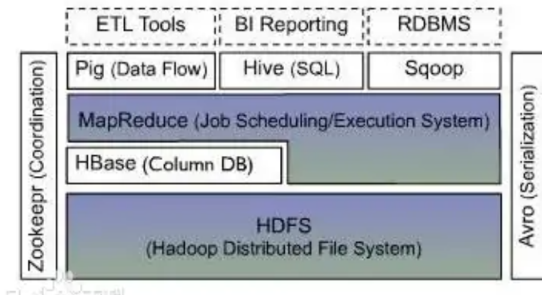 ETL Tools
BI Reporting
RDBMS
Pig (Data Flow)
Hive (SQL)
Sqoop
MapReduce (Job Scheduling/Execution System)
HBase (Column DB)
HDFS
(Hadoop Distributed File System)
Zookeepr (Coordination)
Avro (Serialization)